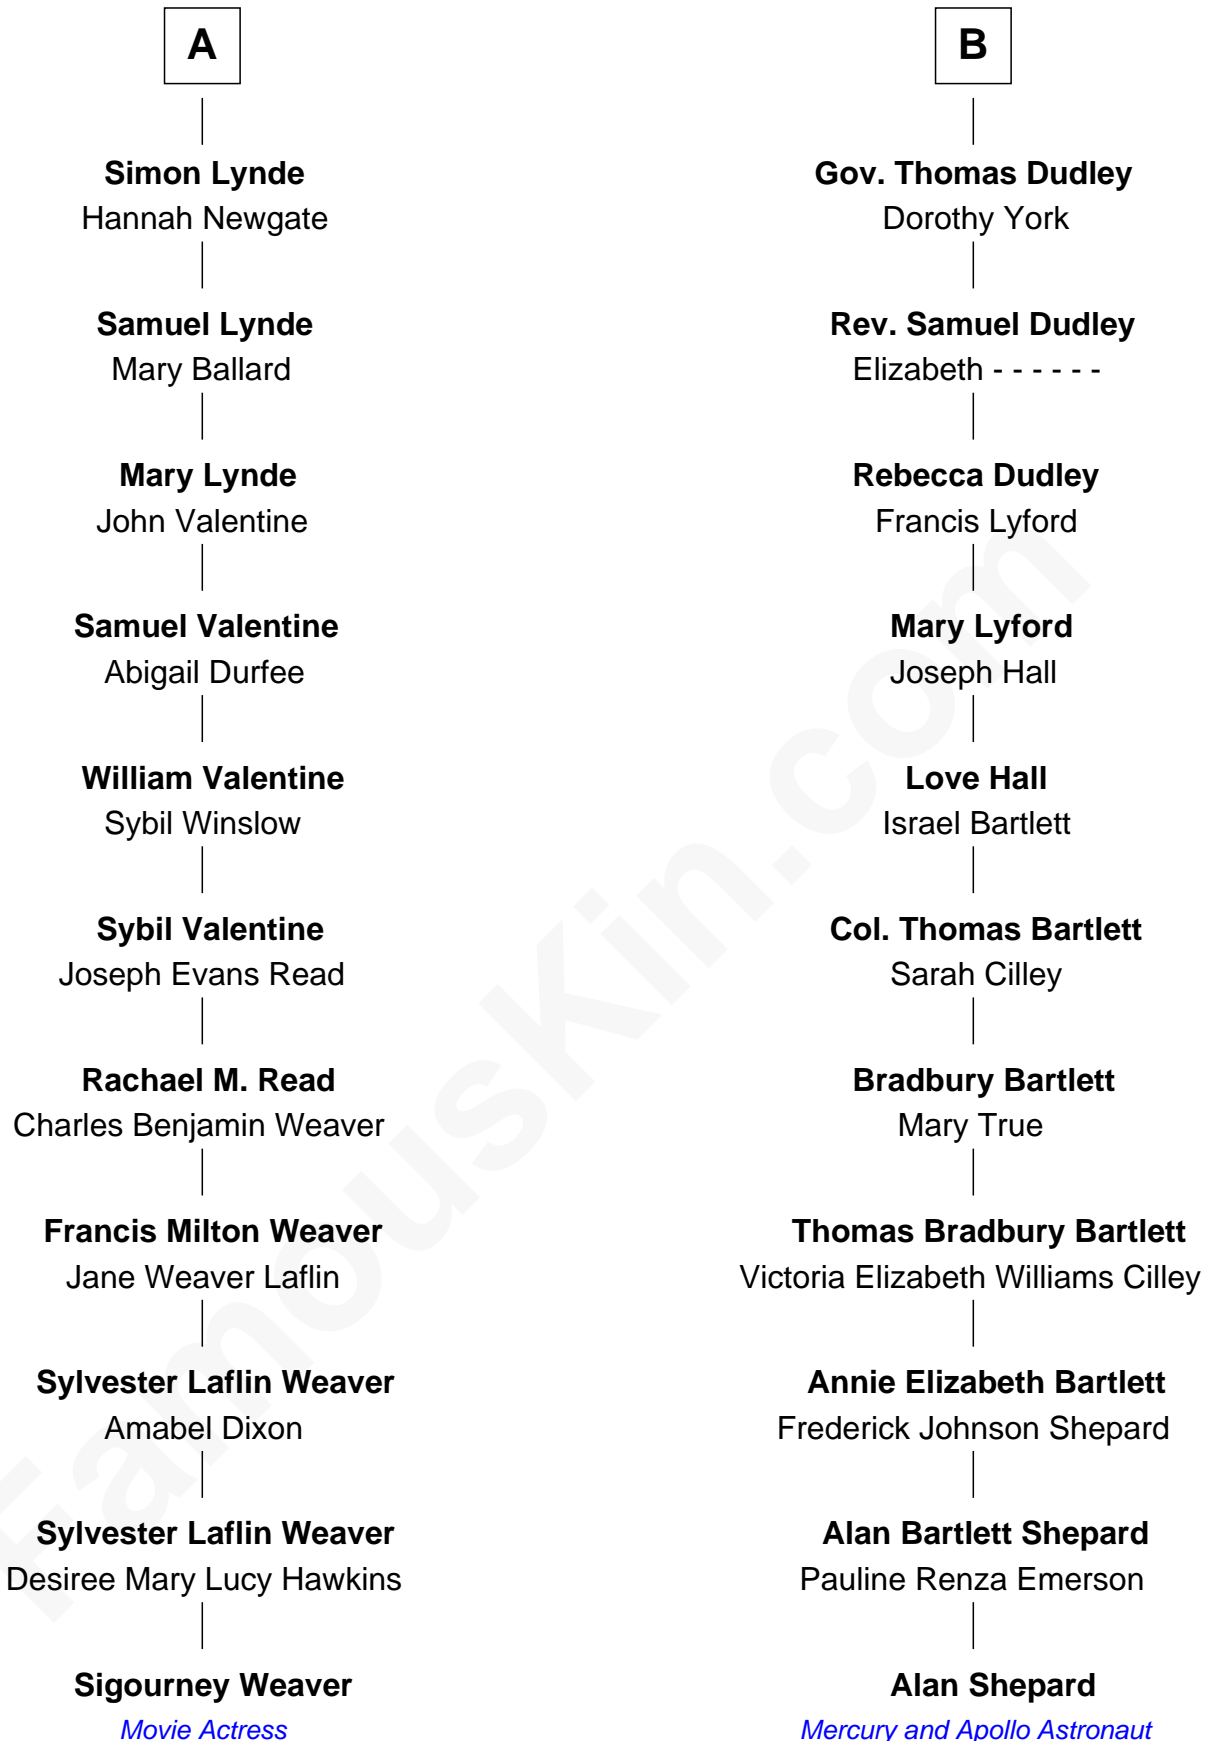 A
Simon Lynde
Hannah Newgate
Samuel Lynde
Mary Ballard
Mary Lynde
John Valentine
Samuel Valentine
Abigail Durfee
William Valentine
Sybil Winslow
Sybil Valentine
Joseph Evans Read
Rachael M. Read
Charles Benjamin Weaver
Francis Milton Weaver
Jane Weaver Laflin
Sylvester Laflin Weaver
Amabel Dixon
Sylvester Laflin Weaver
Desiree Mary Lucy Hawkins
Sigourney Weaver
Movie Actress
B
Gov. Thomas Dudley
Dorothy York
Rev. Samuel Dudley
Elizabeth - - - - - -
Rebecca Dudley
Francis Lyford
Mary Lyford
Joseph Hall
Love Hall
Israel Bartlett
Col. Thomas Bartlett
Sarah Cilley
Bradbury Bartlett
Mary True
Thomas Bradbury Bartlett
Victoria Elizabeth Williams Cilley
Annie Elizabeth Bartlett
Frederick Johnson Shepard
Alan Bartlett Shepard
Pauline Renza Emerson
Alan Shepard
Mercury and Apollo Astronaut
FamousKin.com